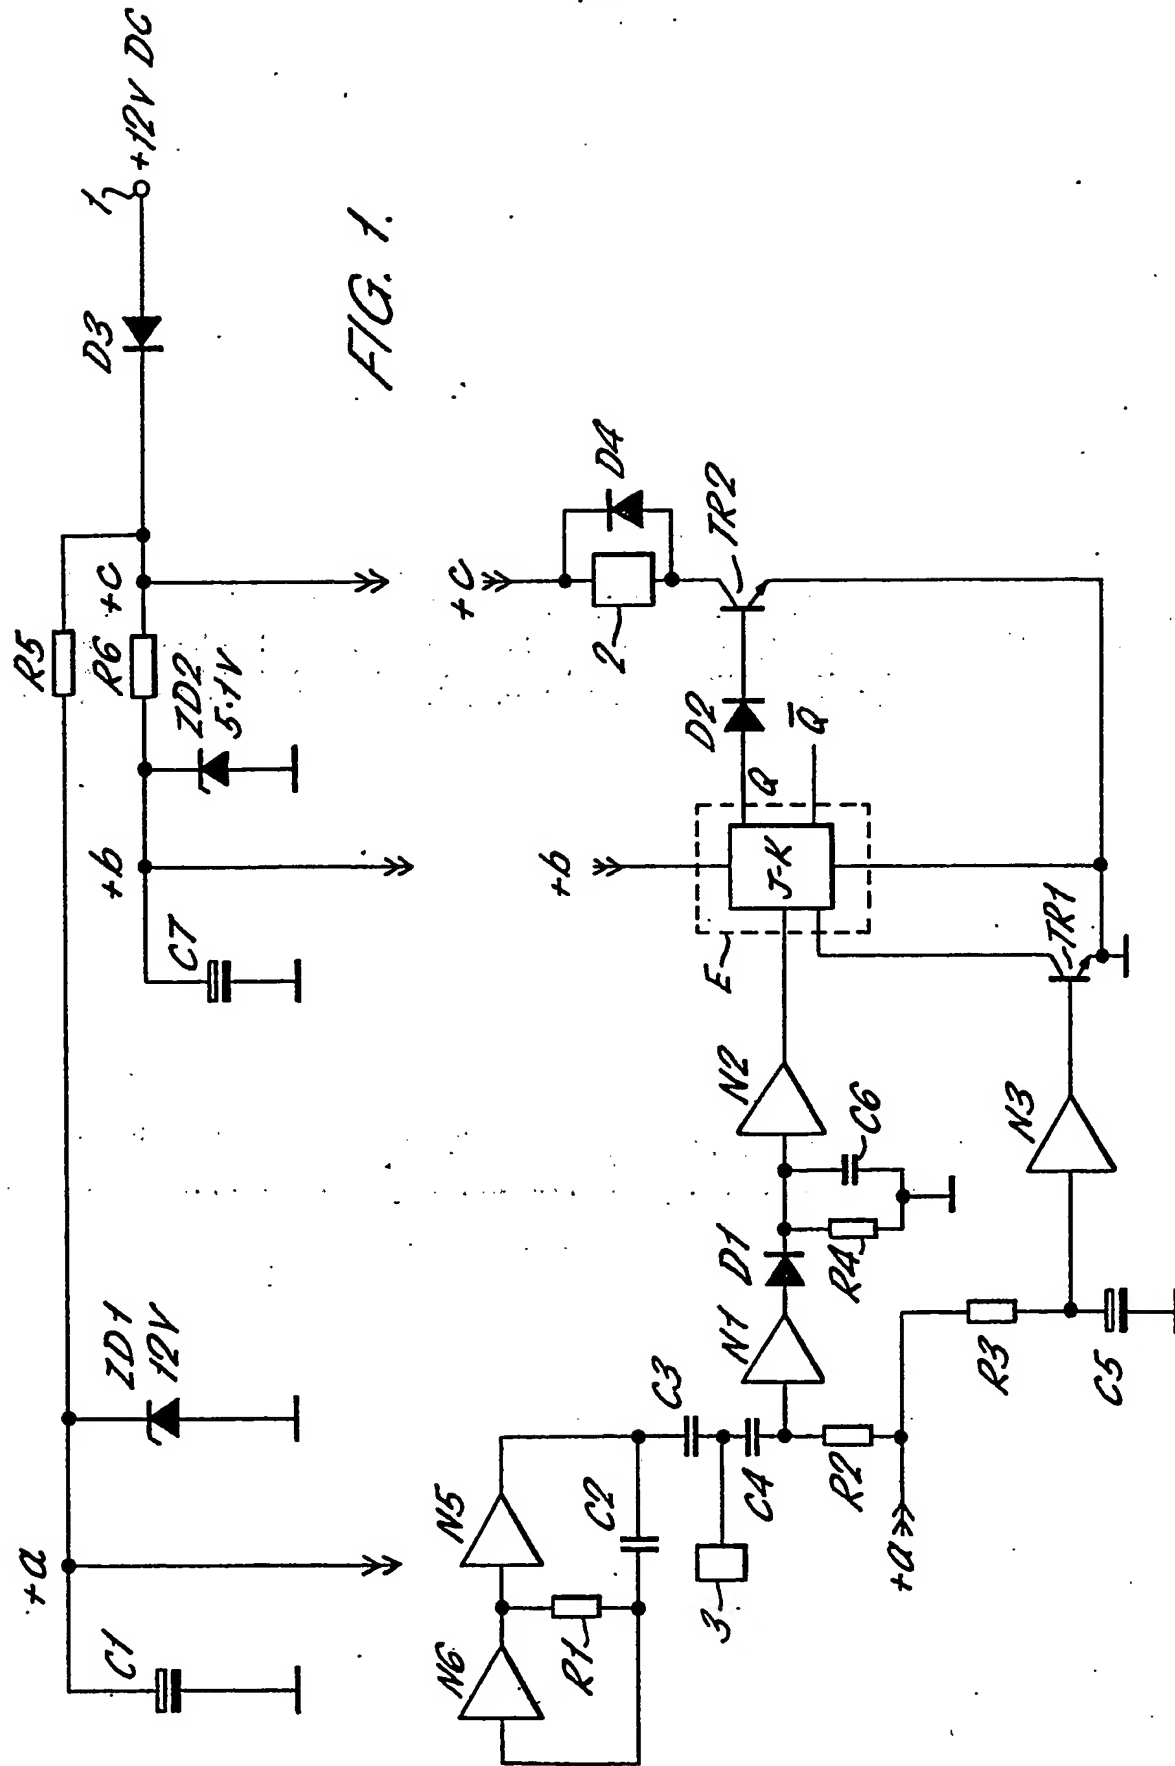 1
+12V DC
D3
FIG. 1.
R5
+C
R6
ZD2
5.1V
+b
C7
ZD1
12V
+a
C1
+C
D4
2
TR2
D2
Q
Q̅
+b
J-K
E
TR1
N2
C6
N3
D1
R4
N1
R3
C5
C3
C4
R2
+a
N5
C2
3
N6
R1